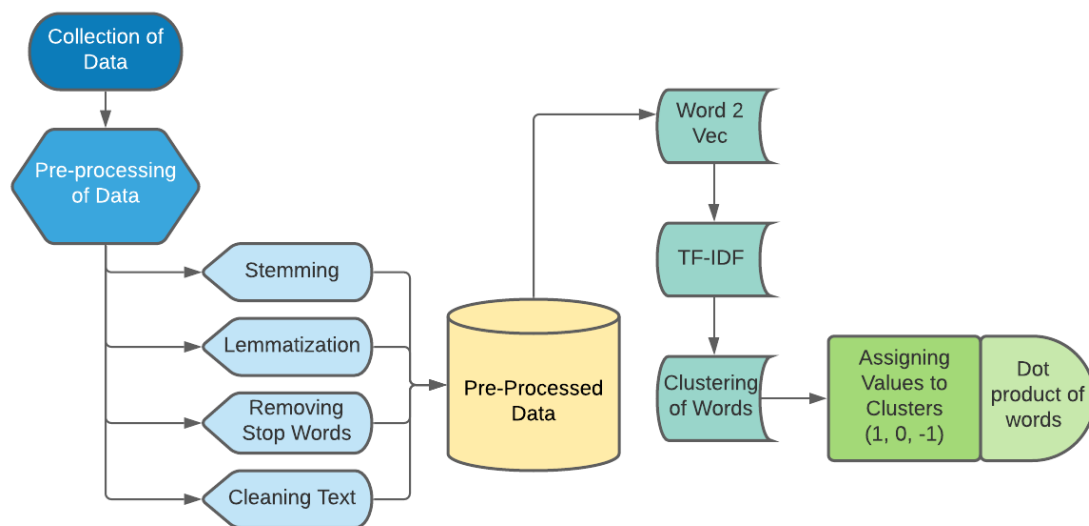 Collection of
Data
Pre-processing
of Data
Stemming
Lemmatization
Removing
Stop Words
Cleaning Text
Pre-Processed
Data
Word 2
Vec
TF-IDF
Clustering
of Words
Assigning
Values to
Clusters
(1, 0, -1)
Dot
product of
words